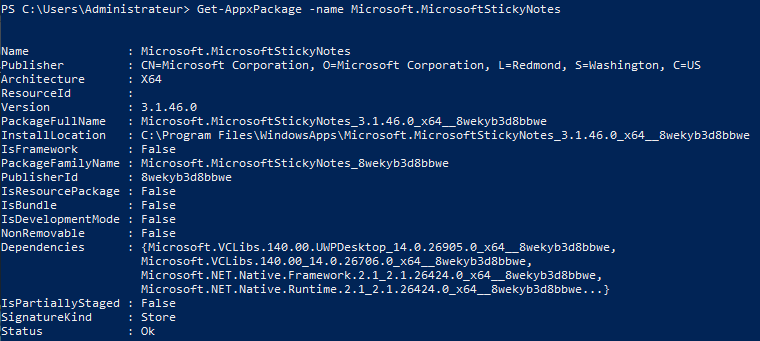 PS C:\Users\Administrateur> Get-AppxPackage -name Microsoft.MicrosoftStickyNotes
Name : Microsoft.MicrosoftStickyNotes
Publisher : CN=Microsoft Corporation, O=Microsoft Corporation, L=Redmond, S=Washington, C=US
Architecture : X64
ResourceId :
Version : 3.1.46.0
PackageFullName : Microsoft.MicrosoftStickyNotes_3.1.46.0_x64__8wekyb3d8bbwe
InstallLocation : C:\Program Files\WindowsApps\Microsoft.MicrosoftStickyNotes_3.1.46.0_x64__8wekyb3d8bbwe
IsFramework : False
PackageFamilyName : Microsoft.MicrosoftStickyNotes_8wekyb3d8bbwe
PublisherId : 8wekyb3d8bbwe
IsResourcePackage : False
IsBundle : False
IsDevelopmentMode : False
NonRemovable : False
Dependencies : {Microsoft.VCLibs.140.00.UWPDesktop_14.0.26905.0_x64__8wekyb3d8bbwe,
Microsoft.VCLibs.140.00_14.0.26706.0_x64__8wekyb3d8bbwe,
Microsoft.NET.Native.Framework.2.1_2.1.26424.0_x64__8wekyb3d8bbwe,
Microsoft.NET.Native.Runtime.2.1_2.1.26424.0_x64__8wekyb3d8bbwe...}
IsPartiallyStaged : False
SignatureKind : Store
Status : Ok